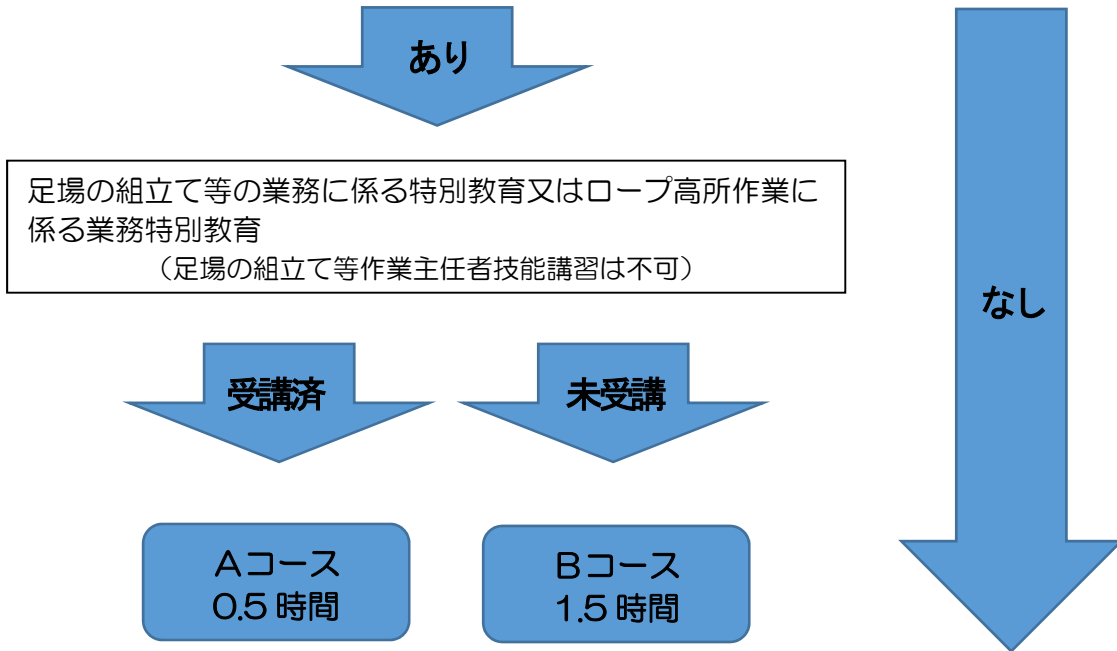 あり
足場の組立て等の業務に係る特別教育又はロープ高所作業に
係る業務特別教育
（足場の組立て等作業主任者技能講習は不可）
なし
受講済
未受講
Aコース
0.5時間
Bコース
1.5時間